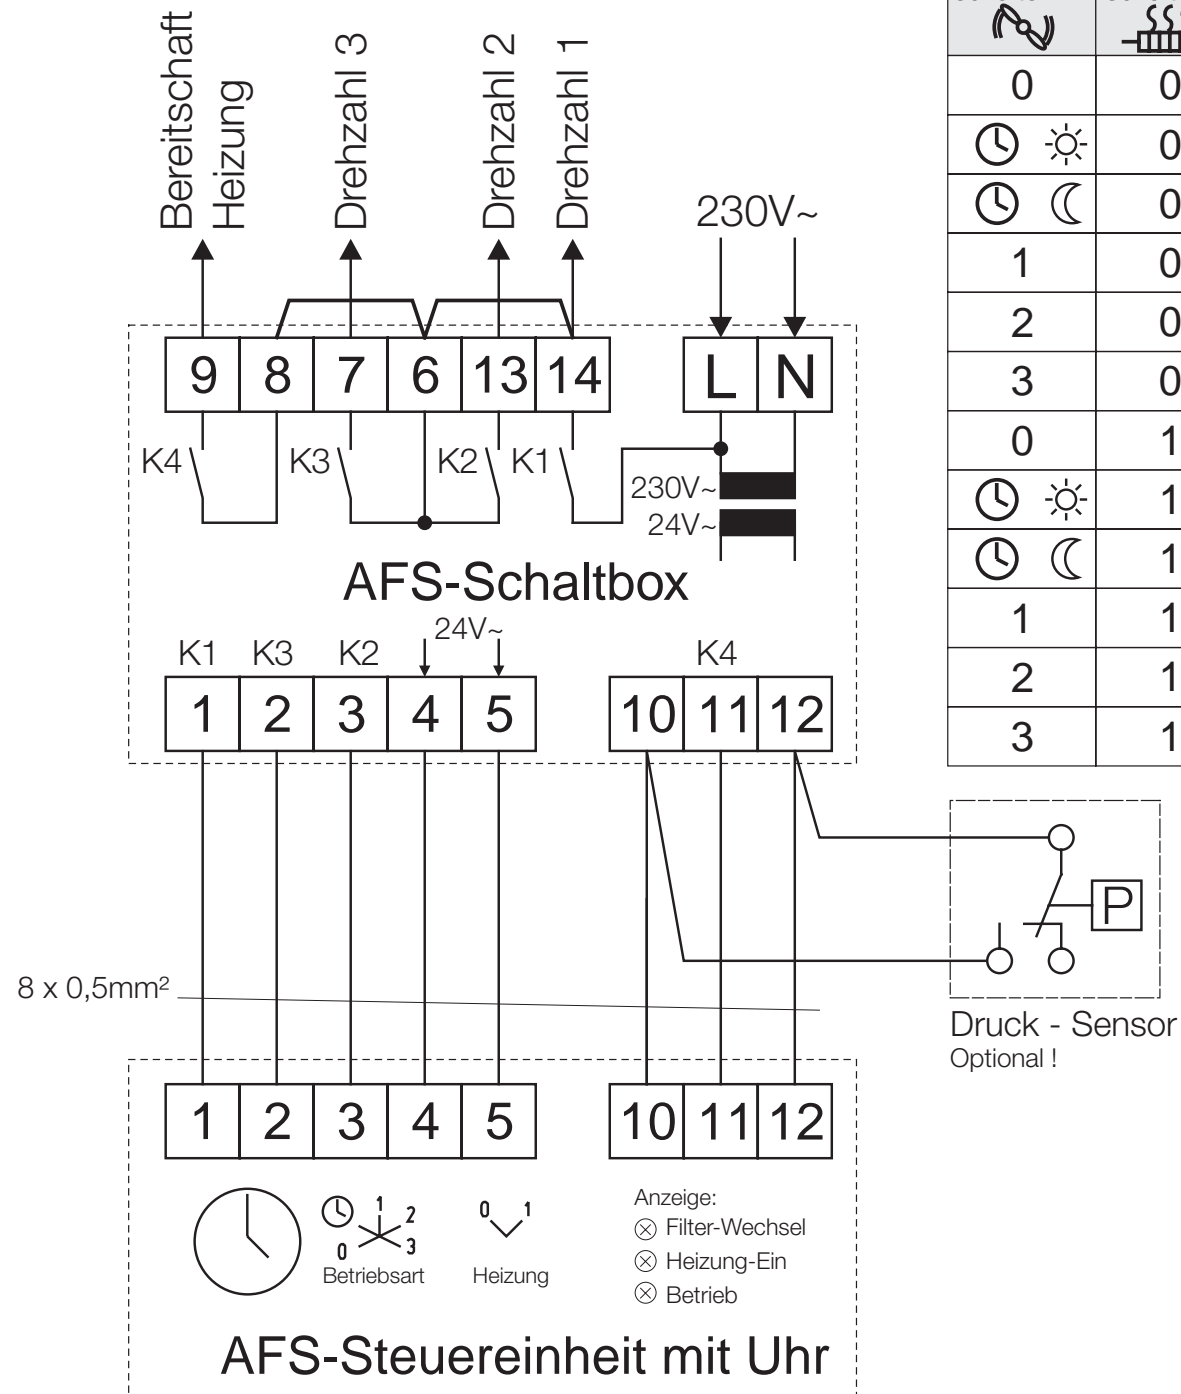 Bereitschaft
Heizung
Drehzahl 3
Drehzahl 2
Drehzahl 1
230V~
9 8 7 6 13 14 L N
K4 K3 K2 K1
230V~
24V~
AFS-Schaltbox
24V~
K1 K3 K2 K4
1 2 3 4 5 10 11 12
8 x 0,5mm²
1 2 3 4 5 10 11 12
0 1 2 3
Betriebsart
0 1
Heizung
Anzeige:
Filter-Wechsel
Heizung-Ein
Betrieb
AFS-Steuereinheit mit Uhr
0 0
0
0
1 0
2 0
3 0
0 1
1
1
1 1
2 1
3 1
P
Druck - Sensor
Optional !